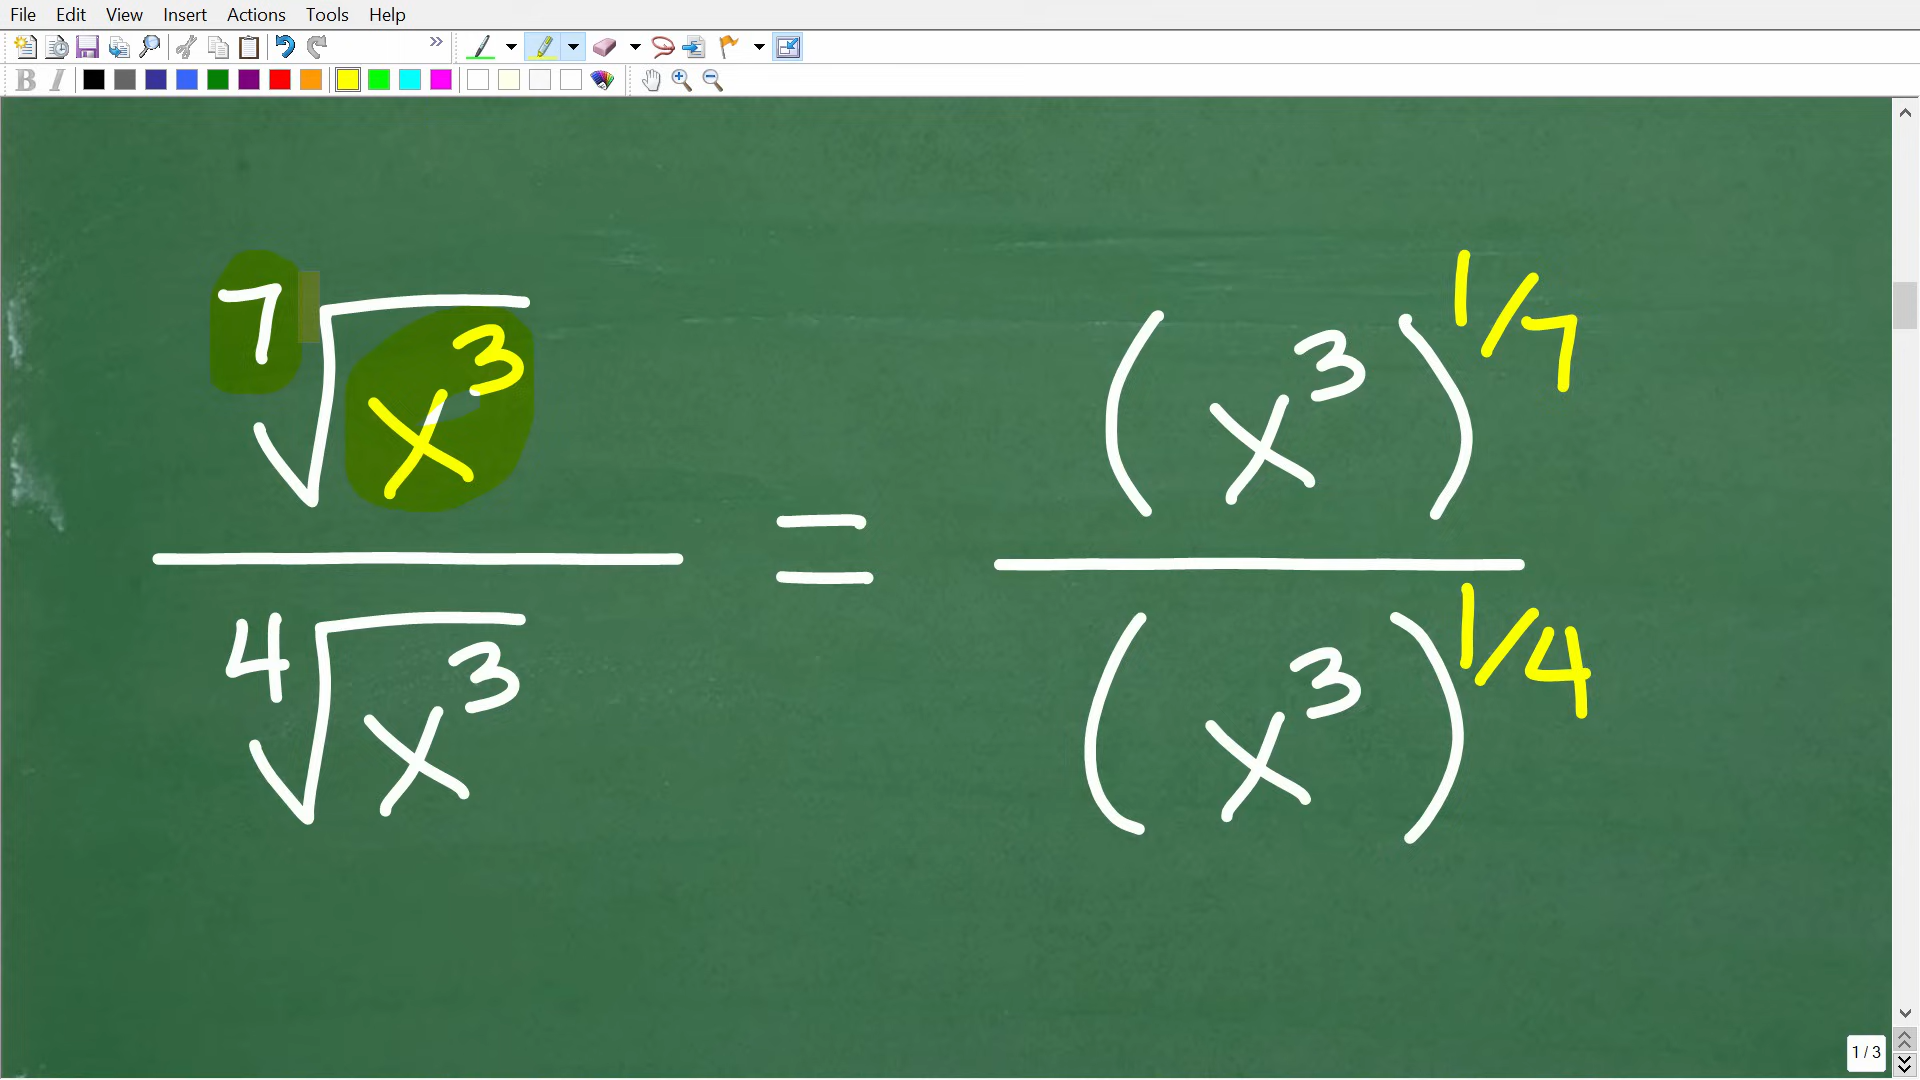 File Edit View Insert Actions Tools Help
B I
⁷√x³ / ⁴√x³ = (x³)^1/7 / (x³)^1/4
1 / 3